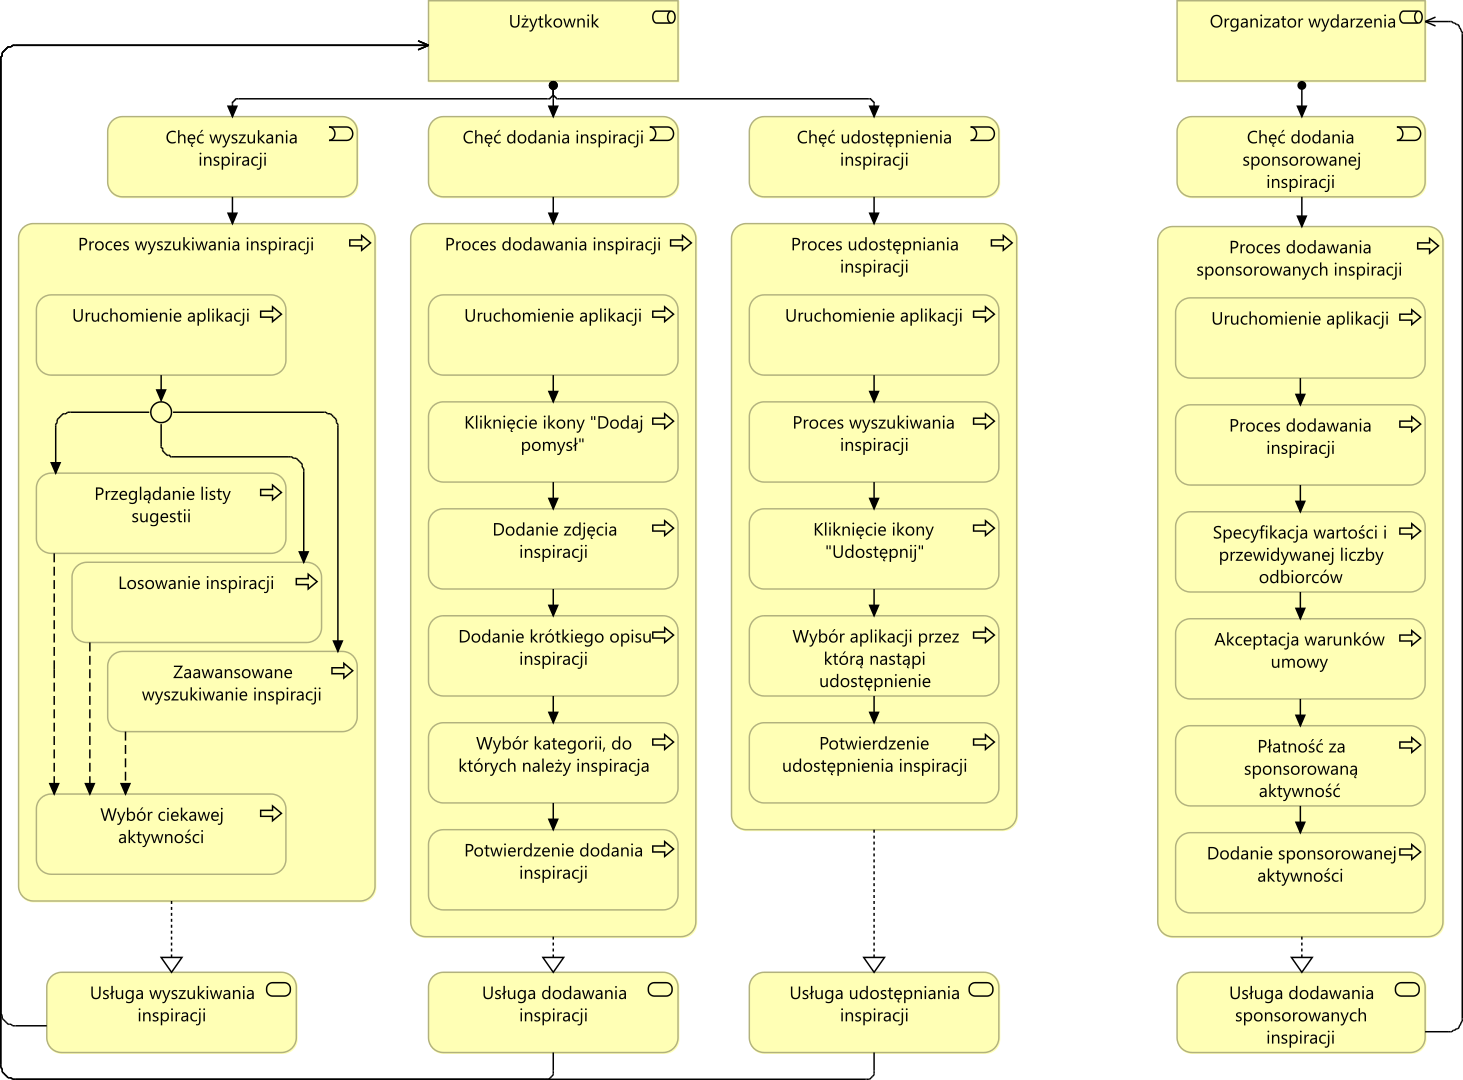 Użytkownik
Organizator wydarzenia
Chęć wyszukania
inspiracji
Chęć dodania inspiracji
Chęć udostępnienia
inspiracji
Chęć dodania
sponsorowanej
inspiracji
Proces wyszukiwania inspiracji
Uruchomienie aplikacji
Przeglądanie listy
sugestii
Losowanie inspiracji
Zaawansowane
wyszukiwanie inspiracji
Wybór ciekawej
aktywności
Proces dodawania inspiracji
Uruchomienie aplikacji
Kliknięcie ikony "Dodaj
pomysł"
Dodanie zdjęcia
inspiracji
Dodanie krótkiego opisu
inspiracji
Wybór kategorii, do
których należy inspiracja
Potwierdzenie dodania
inspiracji
Proces udostępniania
inspiracji
Uruchomienie aplikacji
Proces wyszukiwania
inspiracji
Kliknięcie ikony
"Udostępnij"
Wybór aplikacji przez
którą nastąpi
udostępnienie
Potwierdzenie
udostępnienia inspiracji
Proces dodawania
sponsorowanych inspiracji
Uruchomienie aplikacji
Proces dodawania
inspiracji
Specyfikacja wartości i
przewidywanej liczby
odbiorców
Akceptacja warunków
umowy
Płatność za
sponsorowaną
aktywność
Dodanie sponsorowanej
aktywności
Usługa wyszukiwania
inspiracji
Usługa dodawania
inspiracji
Usługa udostępniania
inspiracji
Usługa dodawania
sponsorowanych
inspiracji